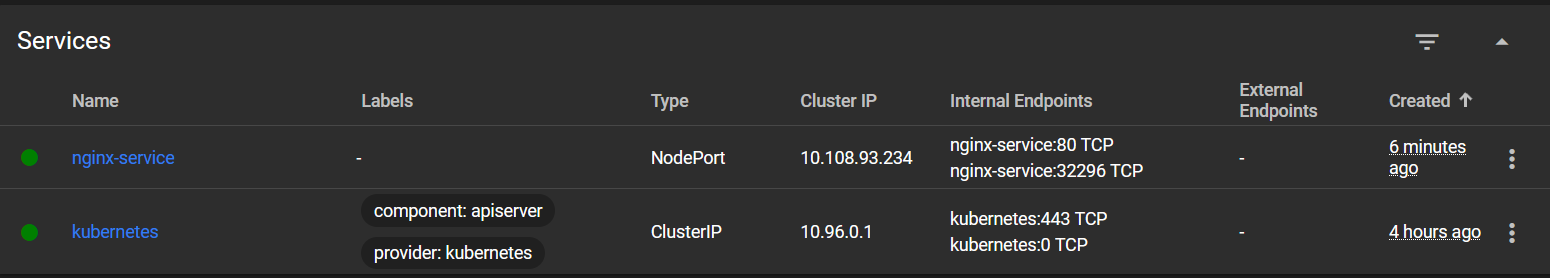 Services
Name Labels Type Cluster IP Internal Endpoints External Endpoints Created
nginx-service - NodePort 10.108.93.234 nginx-service:80 TCP nginx-service:32296 TCP - 6 minutes ago
kubernetes component: apiserver provider: kubernetes ClusterIP 10.96.0.1 kubernetes:443 TCP kubernetes:0 TCP - 4 hours ago